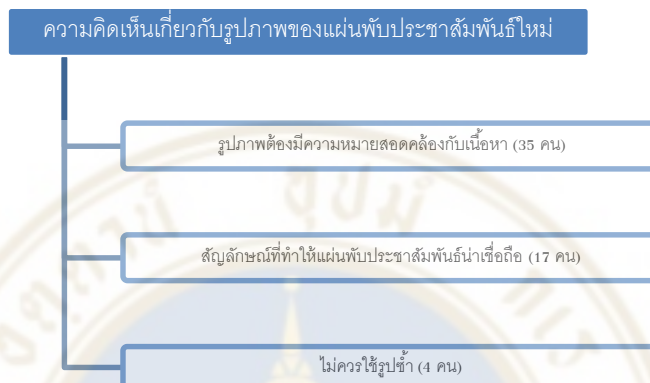 ความคิดเห็นเกี่ยวกับรูปภาพของแผ่นพับประชาสัมพันธ์ใหม่
รูปภาพต้องมีความหมายสอดคล้องกับเนื้อหา (35 คน)
สัญลักษณ์ที่ทำให้แผ่นพับประชาสัมพันธ์น่าเชื่อถือ (17 คน)
ไม่ควรใช้รูปซ้ำ (4 คน)